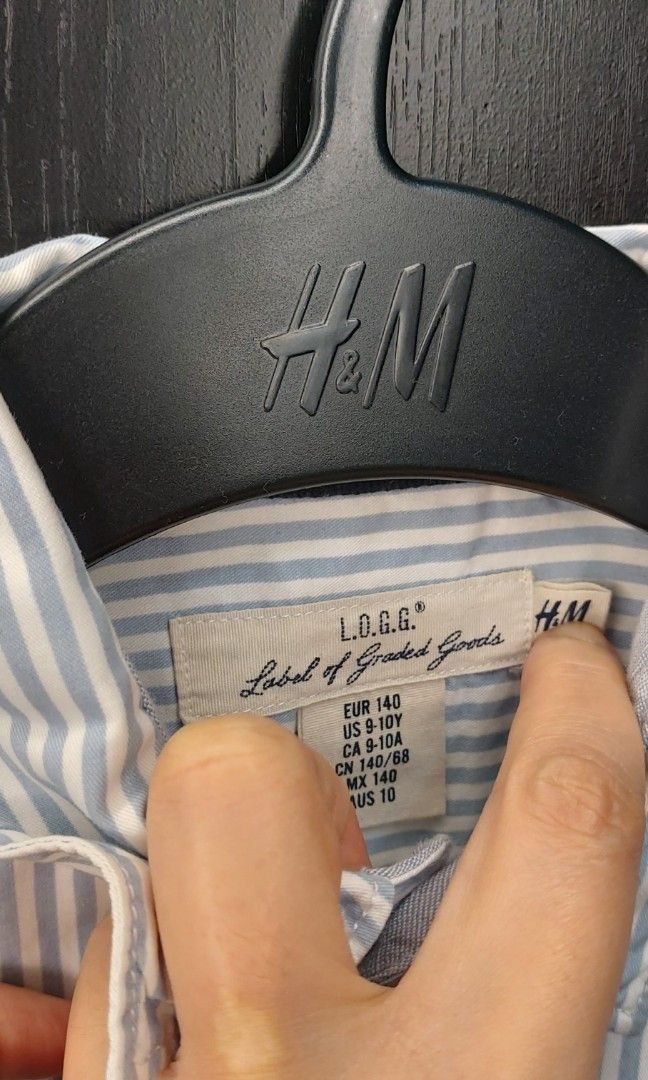 H&M
L.O.G.G.®
Label of Graded Goods
H&M
EUR 140
US 9-10Y
CA 9-10A
CN 140/68
MX 140
AUS 10